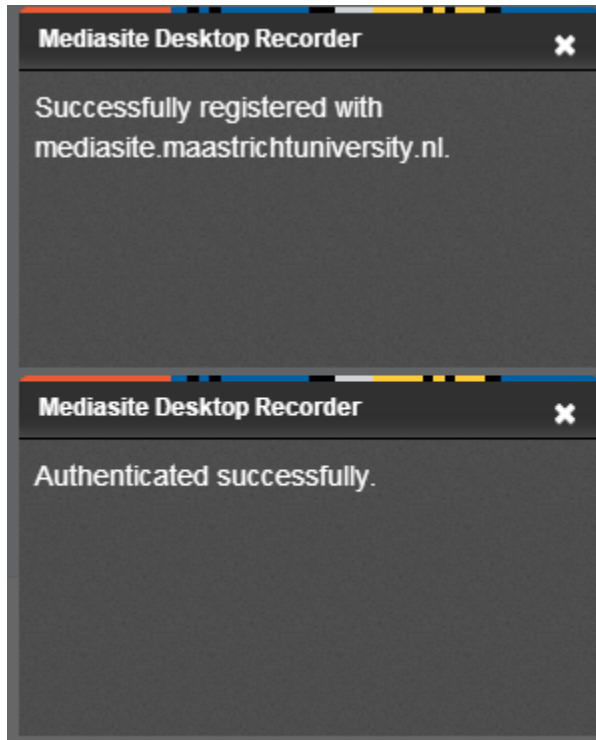 Mediasite Desktop Recorder
Successfully registered with
mediasite.maastrichtuniversity.nl.
Mediasite Desktop Recorder
Authenticated successfully.